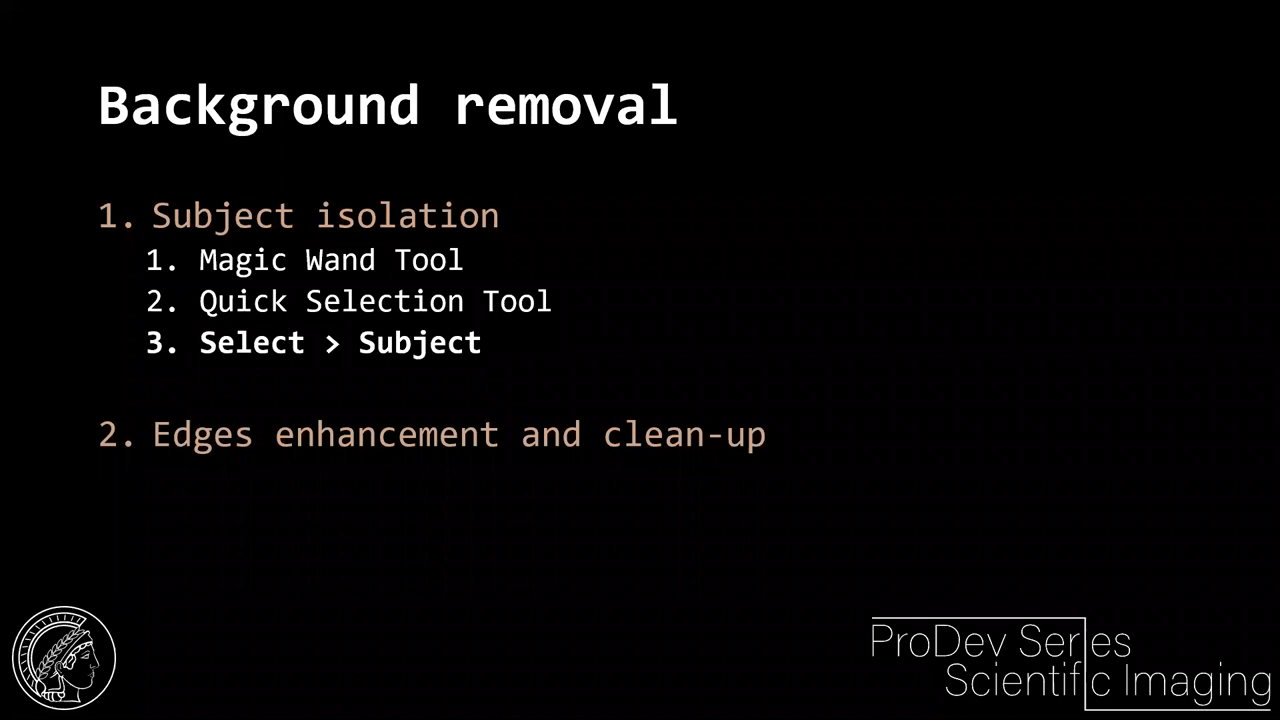 Background removal
1. Subject isolation
1. Magic Wand Tool
2. Quick Selection Tool
3. Select > Subject
2. Edges enhancement and clean-up
ProDev Series
Scientific Imaging